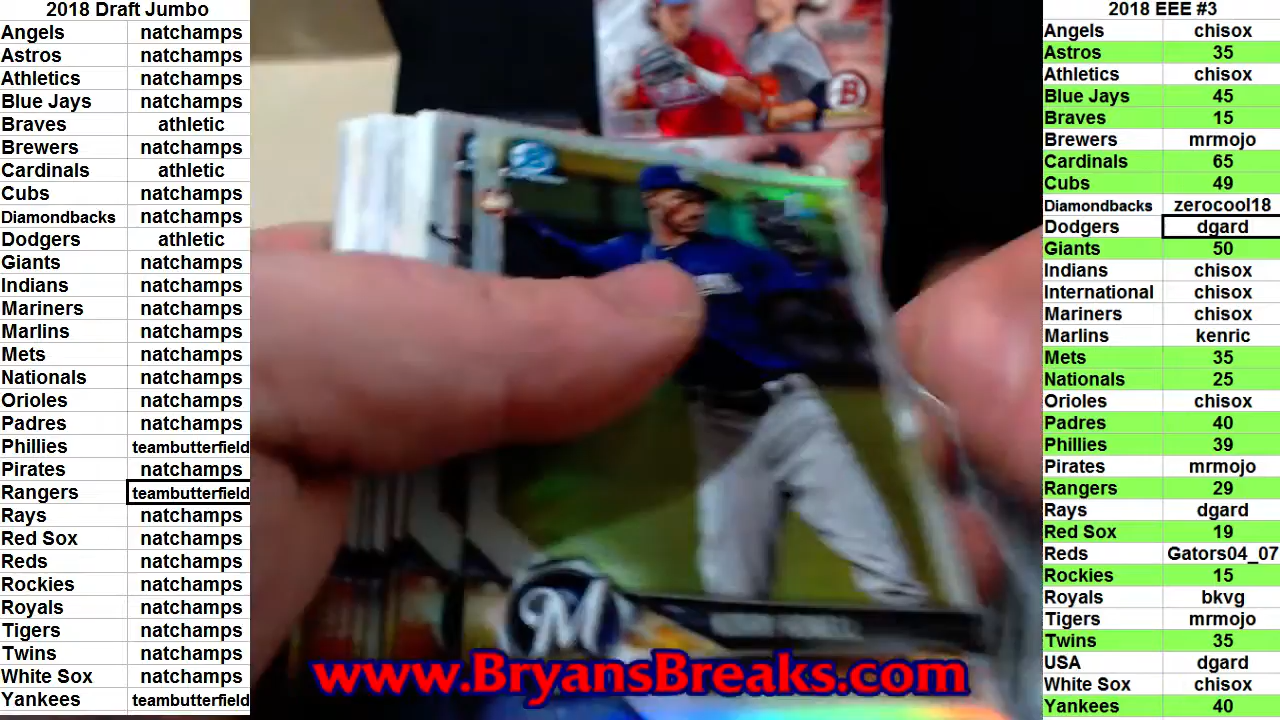 2018 Draft Jumbo
Angels natchamps
Astros natchamps
Athletics natchamps
Blue Jays natchamps
Braves athletic
Brewers natchamps
Cardinals athletic
Cubs natchamps
Diamondbacks natchamps
Dodgers athletic
Giants natchamps
Indians natchamps
Mariners natchamps
Marlins natchamps
Mets natchamps
Nationals natchamps
Orioles natchamps
Padres natchamps
Phillies teambutterfield
Pirates natchamps
Rangers teambutterfield
Rays natchamps
Red Sox natchamps
Reds natchamps
Rockies natchamps
Royals natchamps
Tigers natchamps
Twins natchamps
White Sox natchamps
Yankees teambutterfield
B
M
www.BryansBreaks.com
2018 EEE #3
Angels chisox
Astros 35
Athletics chisox
Blue Jays 45
Braves 15
Brewers mrmojo
Cardinals 65
Cubs 49
Diamondbacks zerocool18
Dodgers dgard
Giants 50
Indians chisox
International chisox
Mariners chisox
Marlins kenric
Mets 35
Nationals 25
Orioles chisox
Padres 40
Phillies 39
Pirates mrmojo
Rangers 29
Rays dgard
Red Sox 19
Reds Gators04_07
Rockies 15
Royals bkvg
Tigers mrmojo
Twins 35
USA dgard
White Sox chisox
Yankees 40